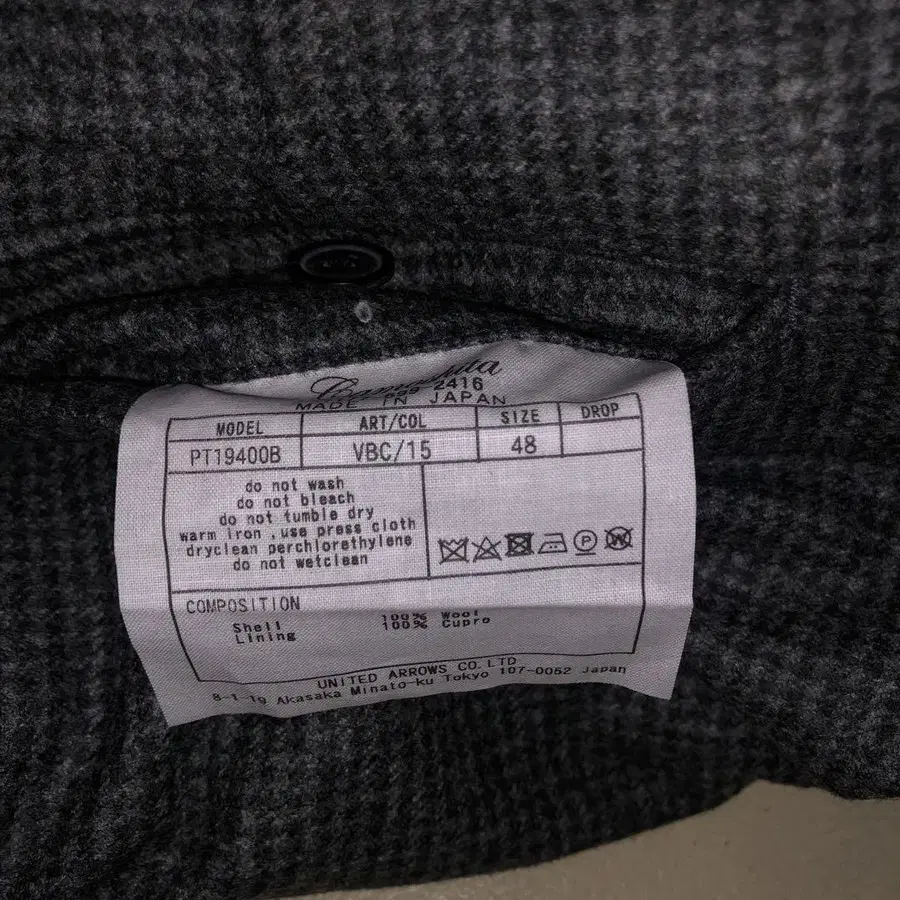 Camoshita
2416
MADE IN JAPAN
MODEL ART/COL SIZE DROP
PT19400B VBC/15 48
do not wash
do not bleach
do not tumble dry
warm iron ,use press cloth
dryclean perchlorethylene
do not wetclean
P W
COMPOSITION
Shell 100% Wool
Lining 100% Cupro
UNITED ARROWS CO.LTD
8-1-19 Akasaka Minato-ku Tokyo 107-0052 Japan